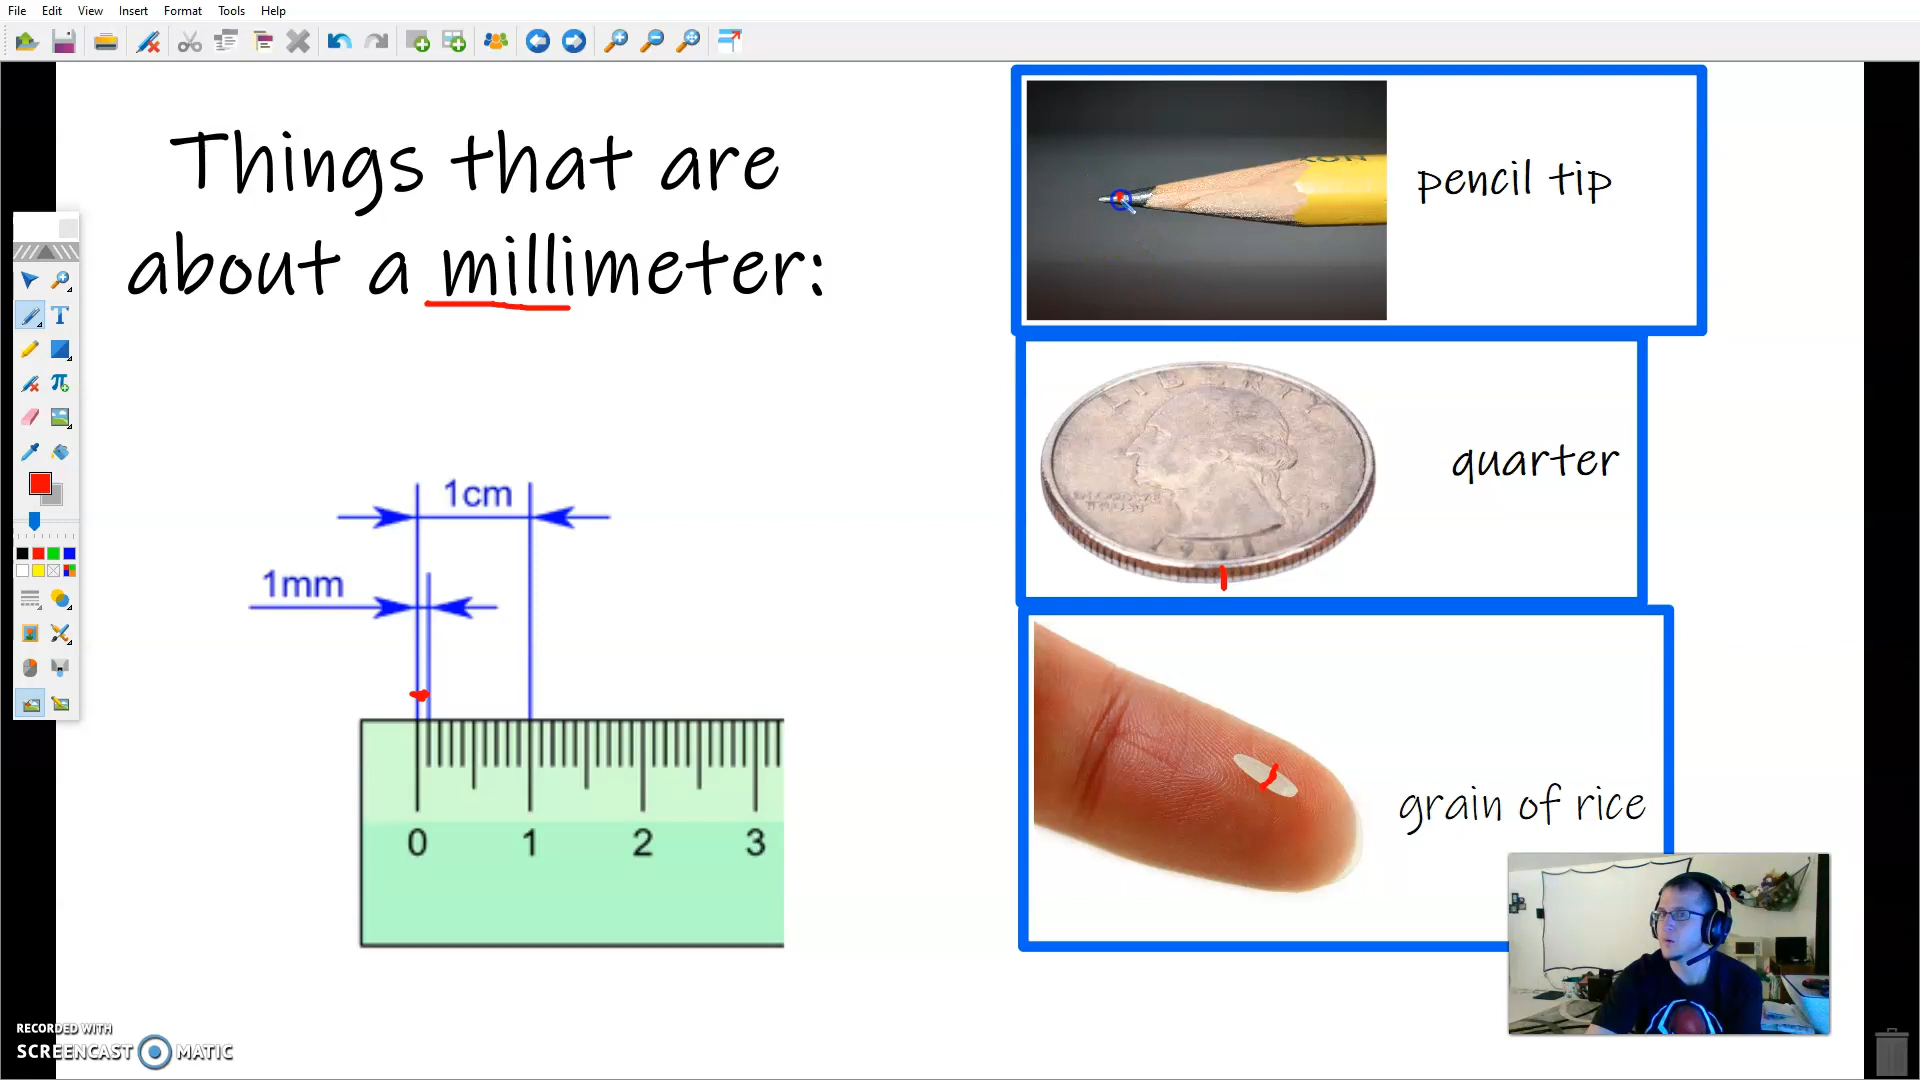 File Edit View Insert Format Tools Help
Things that are
about a millimeter:
1cm
1mm
0 1 2 3
pencil tip
LIBERTY
quarter
grain of rice
RECORDED WITH
SCREENCAST MATIC